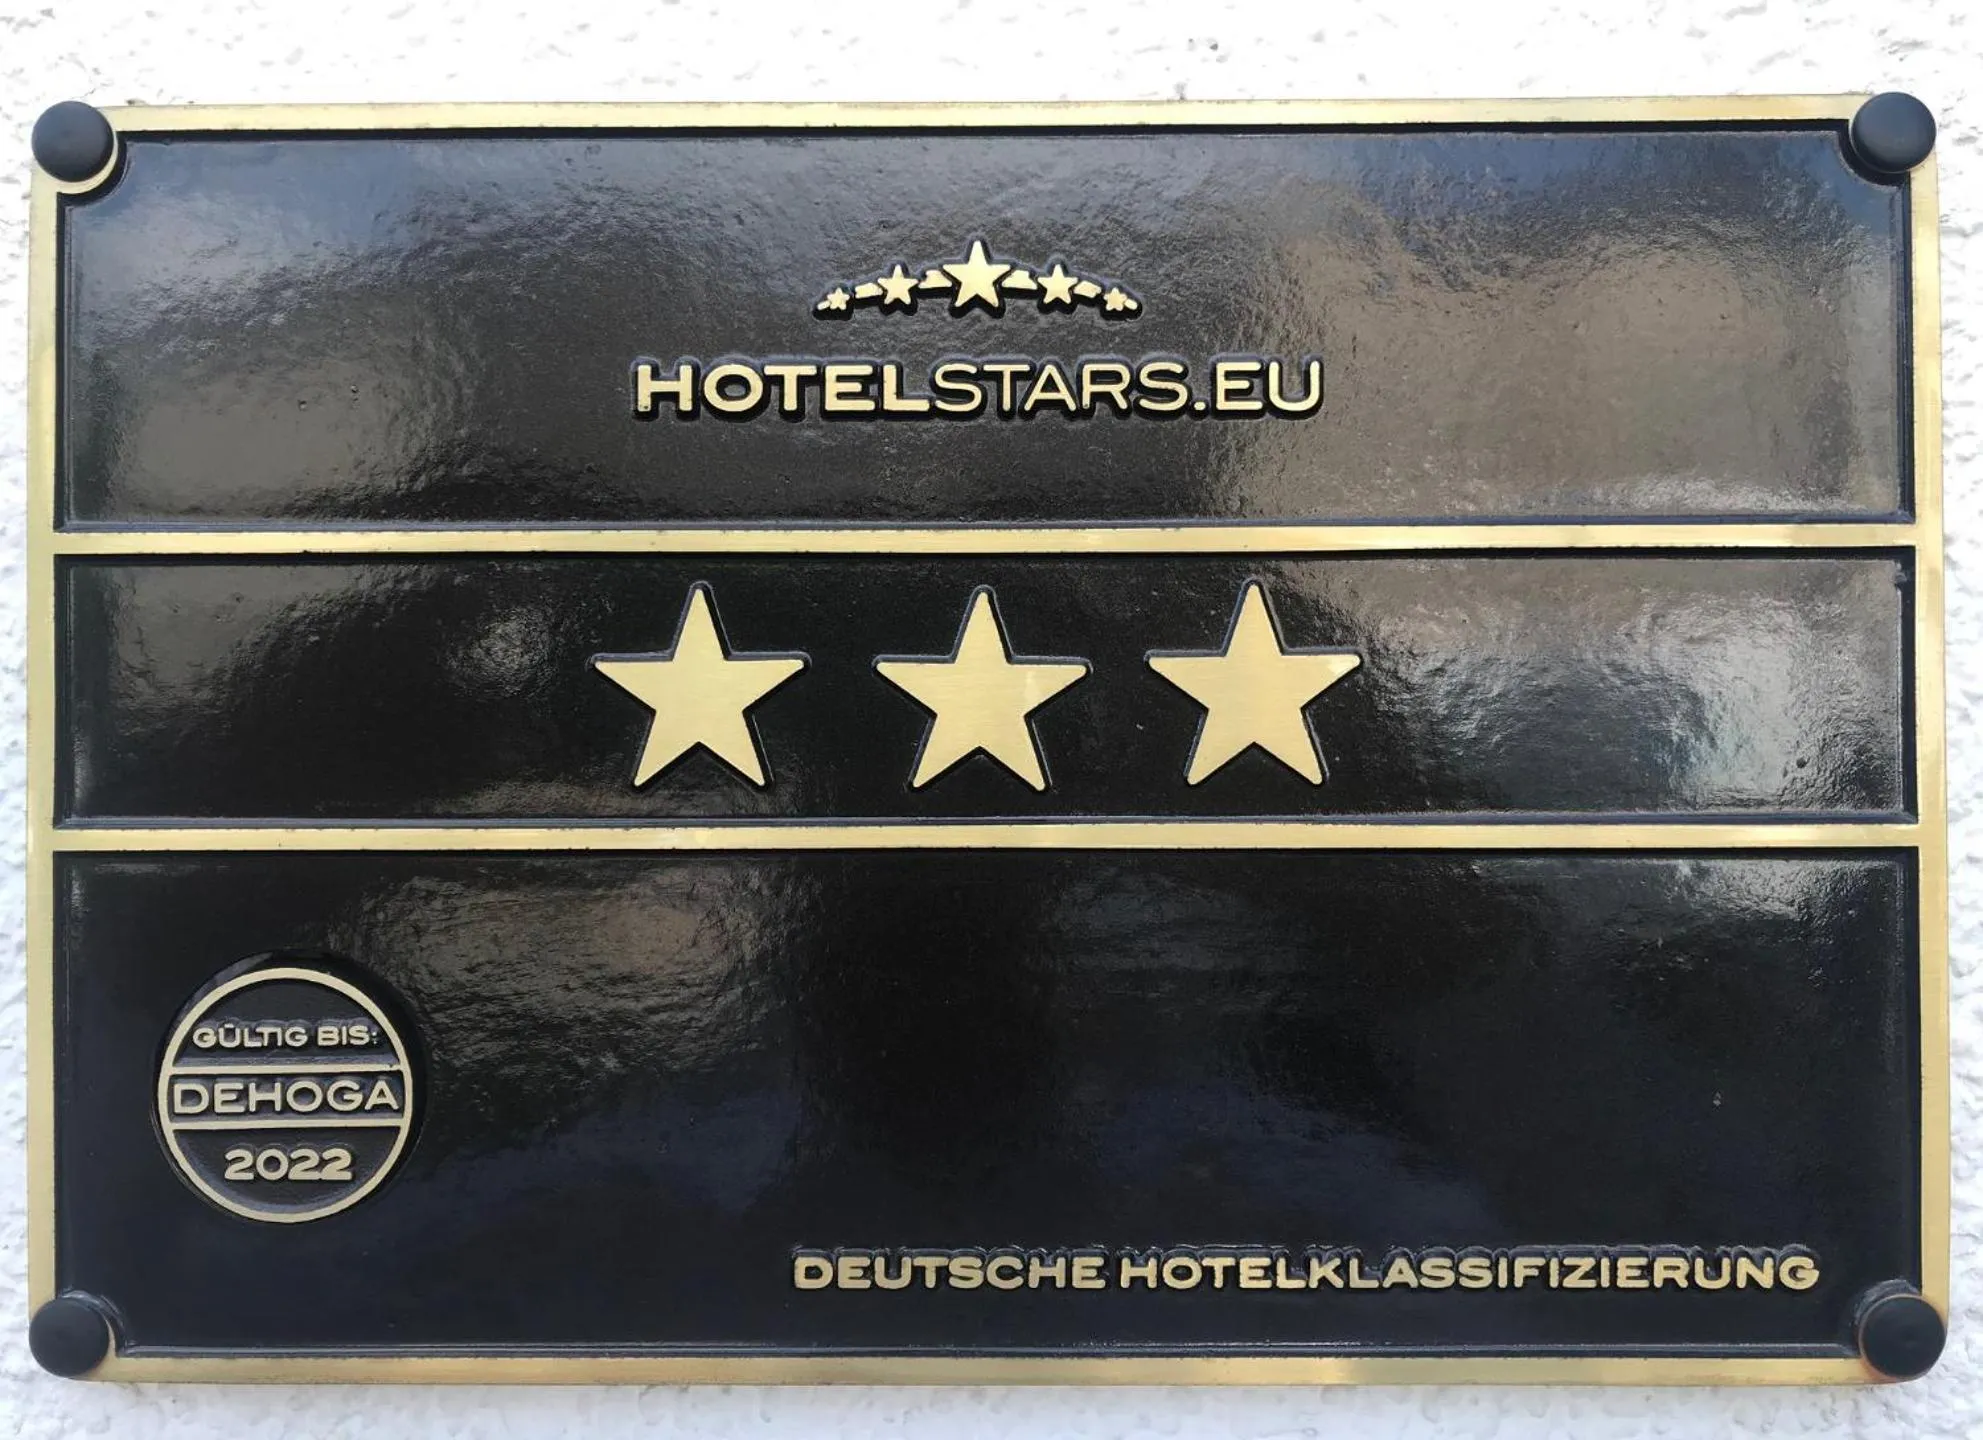 HOTELSTARS.EU
GÜLTIG BIS:
DEHOGA
2022
DEUTSCHE HOTELKLASSIFIZIERUNG